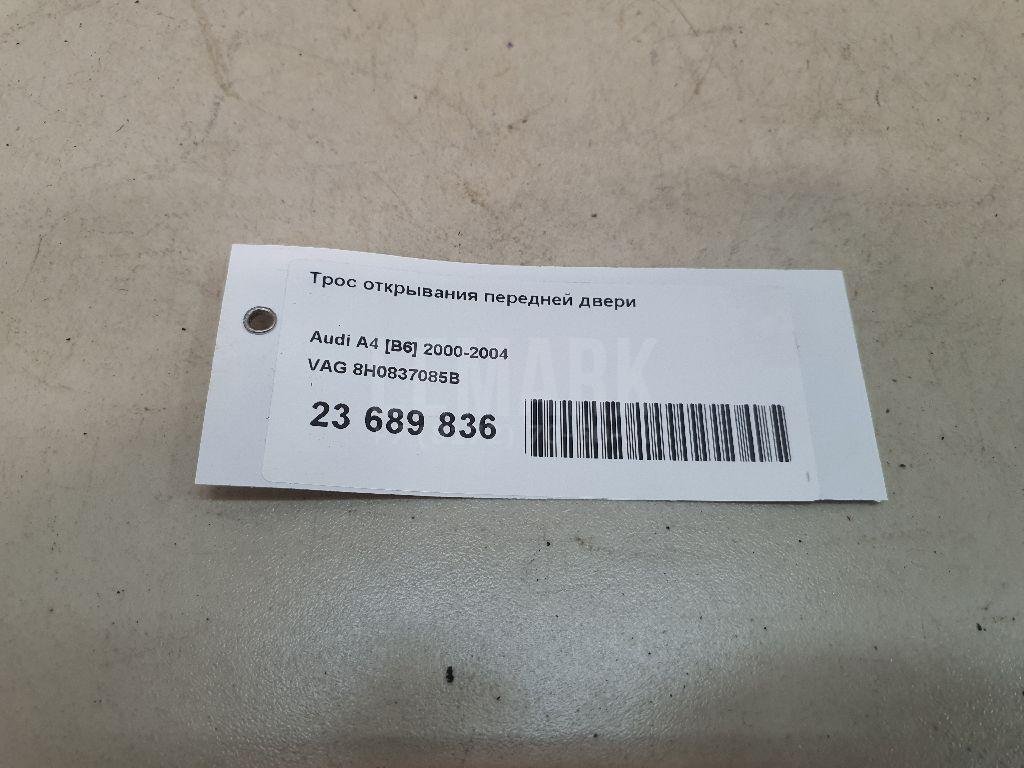 Трос открывания передней двери
Audi A4 [B6] 2000-2004
VAG 8H0837085B
23 689 836